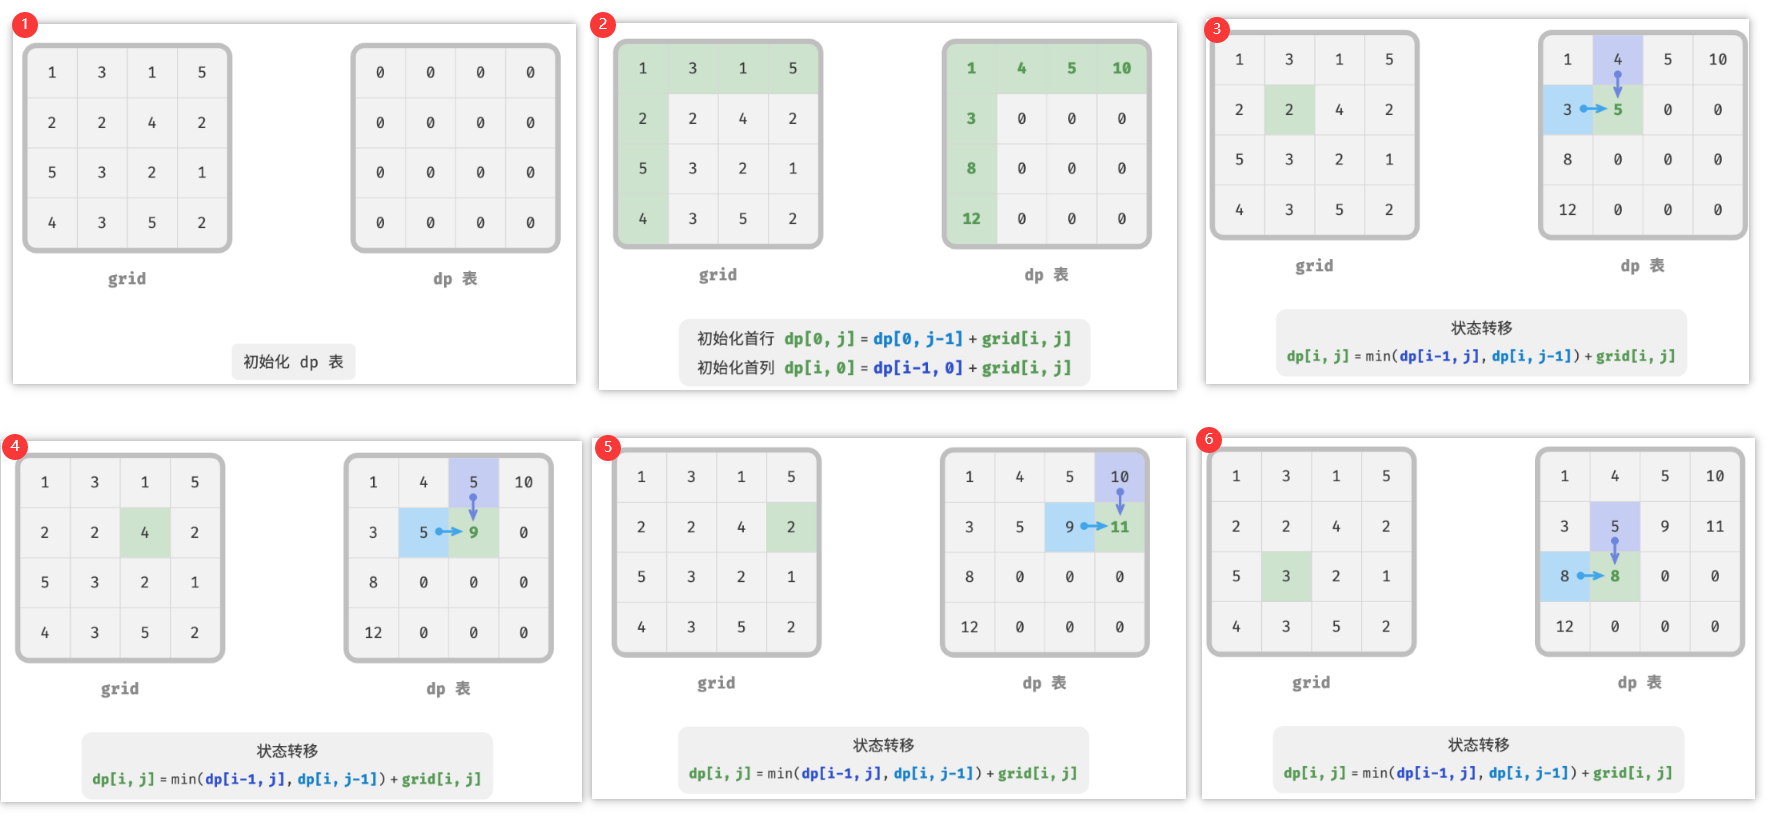 1
1 3 1 5 0 0 0 0
2 2 4 2 0 0 0 0
5 3 2 1 0 0 0 0
4 3 5 2 0 0 0 0
grid dp 表
初始化 dp 表
2
1 3 1 5 1 4 5 10
2 2 4 2 3 0 0 0
5 3 2 1 8 0 0 0
4 3 5 2 12 0 0 0
grid dp 表
初始化首行 dp[0, j] = dp[0, j-1] + grid[i, j]
初始化首列 dp[i, 0] = dp[i-1, 0] + grid[i, j]
3
1 3 1 5 1 4 5 10
2 2 4 2 3 5 0 0
5 3 2 1 8 0 0 0
4 3 5 2 12 0 0 0
grid dp 表
状态转移
dp[i, j] = min(dp[i-1, j], dp[i, j-1]) + grid[i, j]
4
1 3 1 5 1 4 5 10
2 2 4 2 3 5 9 0
5 3 2 1 8 0 0 0
4 3 5 2 12 0 0 0
grid dp 表
状态转移
dp[i, j] = min(dp[i-1, j], dp[i, j-1]) + grid[i, j]
5
1 3 1 5 1 4 5 10
2 2 4 2 3 5 9 11
5 3 2 1 8 0 0 0
4 3 5 2 12 0 0 0
grid dp 表
状态转移
dp[i, j] = min(dp[i-1, j], dp[i, j-1]) + grid[i, j]
6
1 3 1 5 1 4 5 10
2 2 4 2 3 5 9 11
5 3 2 1 8 8 0 0
4 3 5 2 12 0 0 0
grid dp 表
状态转移
dp[i, j] = min(dp[i-1, j], dp[i, j-1]) + grid[i, j]